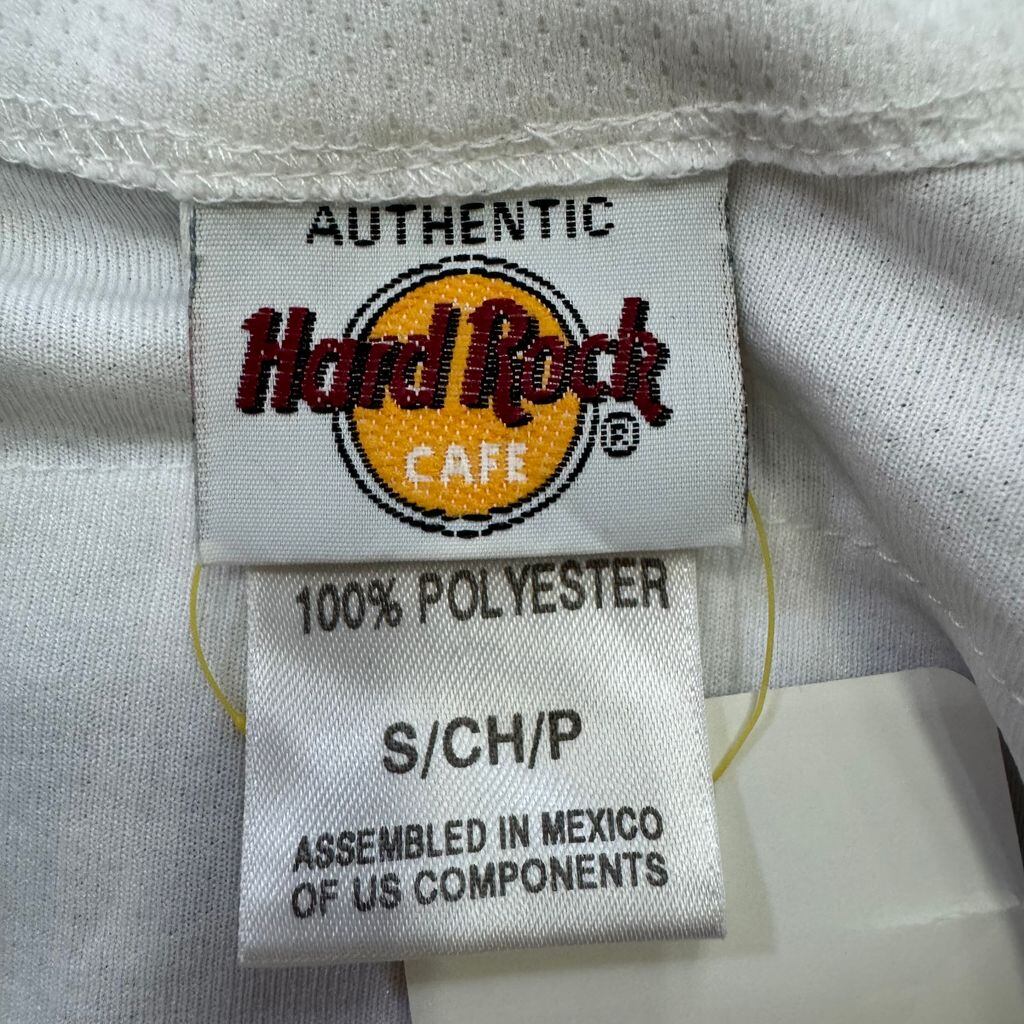 AUTHENTIC
Hard Rock
CAFE
®
100% POLYESTER
S/CH/P
ASSEMBLED IN MEXICO
OF US COMPONENTS